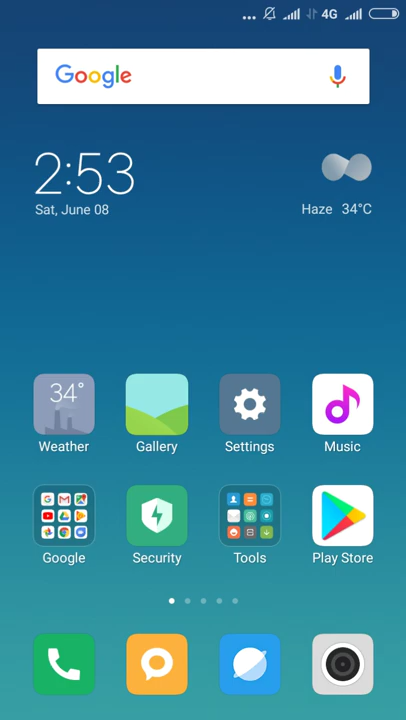 4G
Google
2:53
Sat, June 08
Haze 34°C
34°
Weather
Gallery
Settings
Music
Google
Security
Tools
Play Store